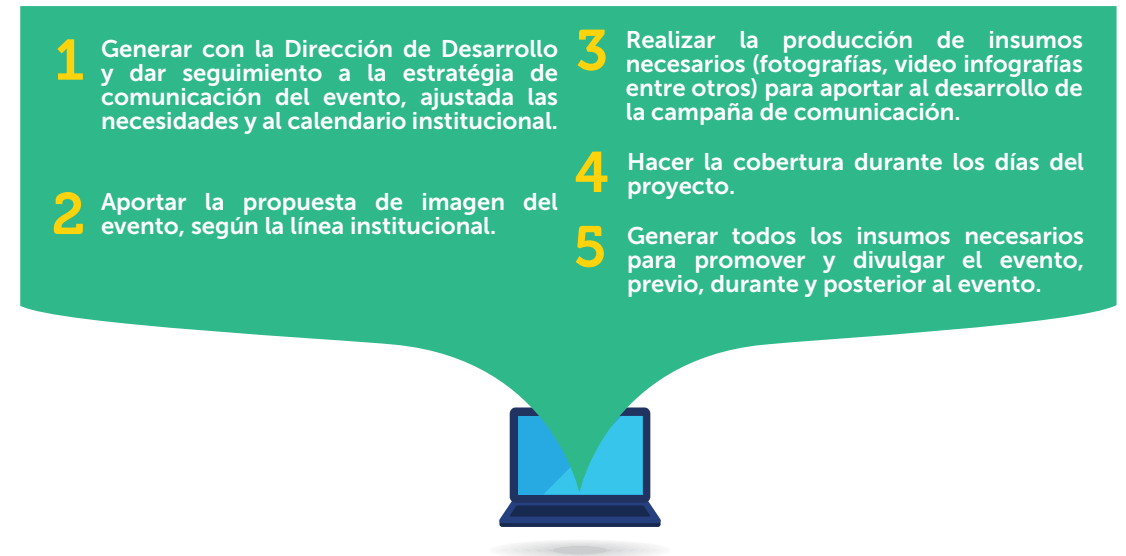 1 Generar con la Dirección de Desarrollo
y dar seguimiento a la estratégia de
comunicación del evento, ajustada las
necesidades y al calendario institucional.
2 Aportar la propuesta de imagen del
evento, según la línea institucional.
3 Realizar la producción de insumos
necesarios (fotografías, video infografías
entre otros) para aportar al desarrollo de
la campaña de comunicación.
4 Hacer la cobertura durante los días del
proyecto.
5 Generar todos los insumos necesarios
para promover y divulgar el evento,
previo, durante y posterior al evento.